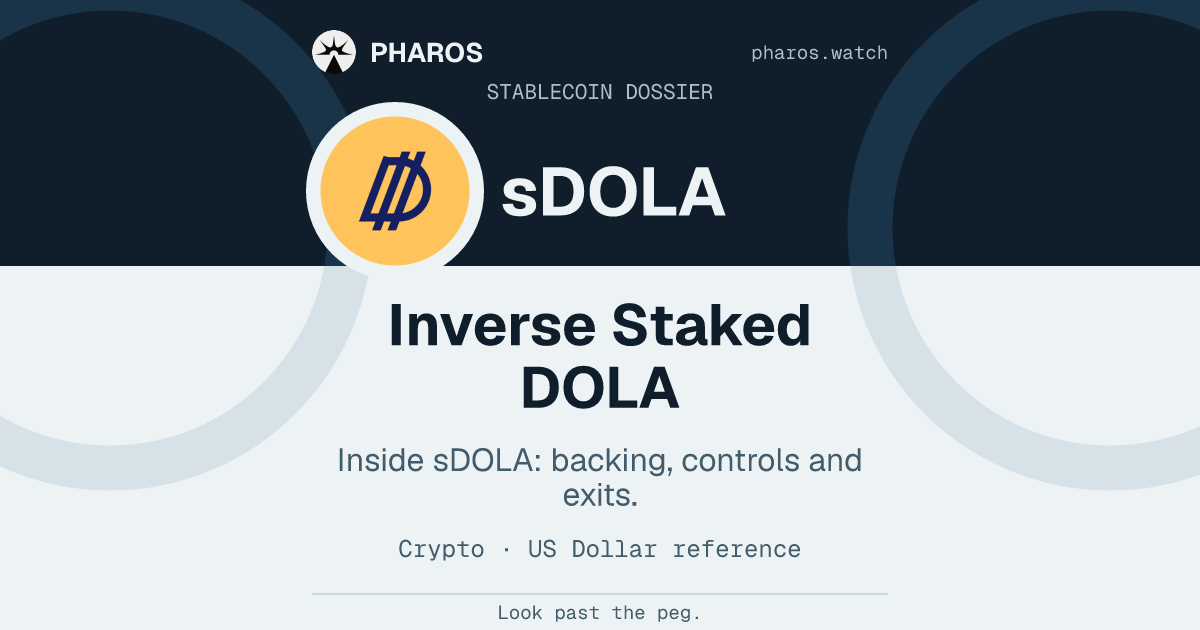 PHAROS
pharos.watch
STABLECOIN DOSSIER
sDOLA
Inverse Staked
DOLA
Inside sDOLA: backing, controls and
exits.
Crypto · US Dollar reference
Look past the peg.